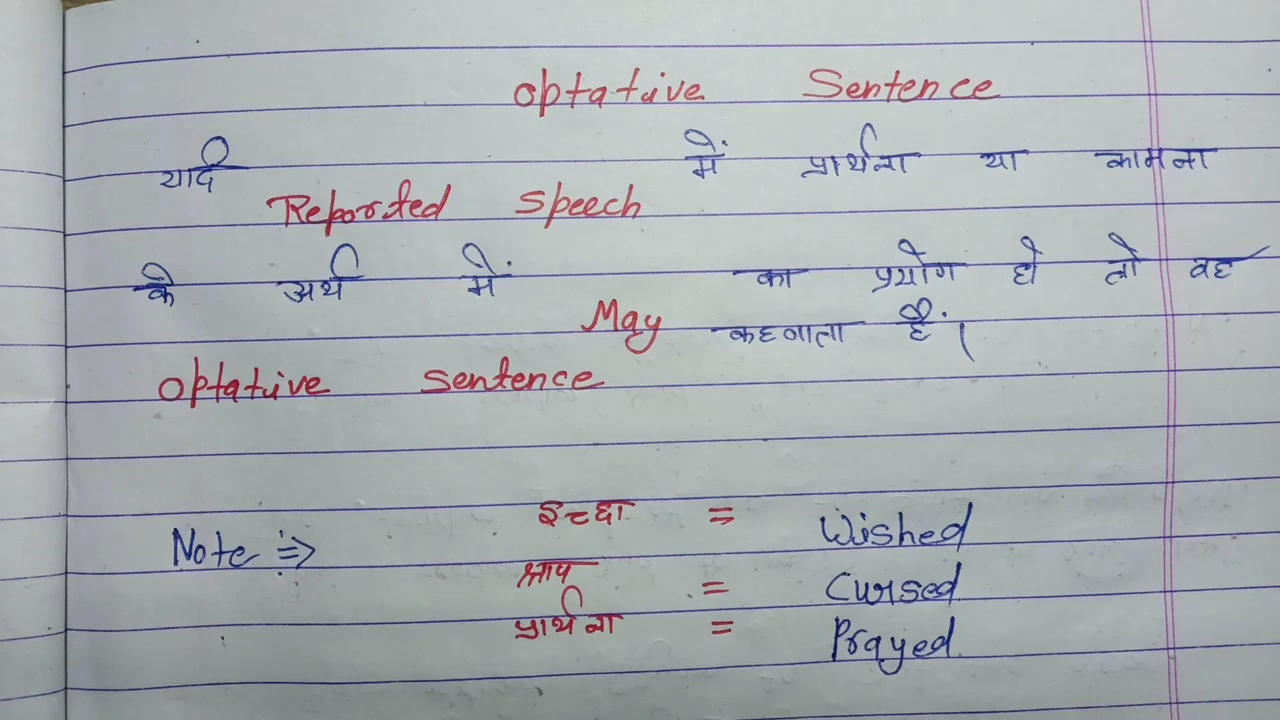 Optative Sentence
यदि Reported Speech में प्रार्थना या कामना
के अर्थ में May का प्रयोग हो तो वह
Optative sentence कहलाता है।
Note ⇒ इच्छा = Wished
श्राप = Cursed
प्रार्थना = Prayed